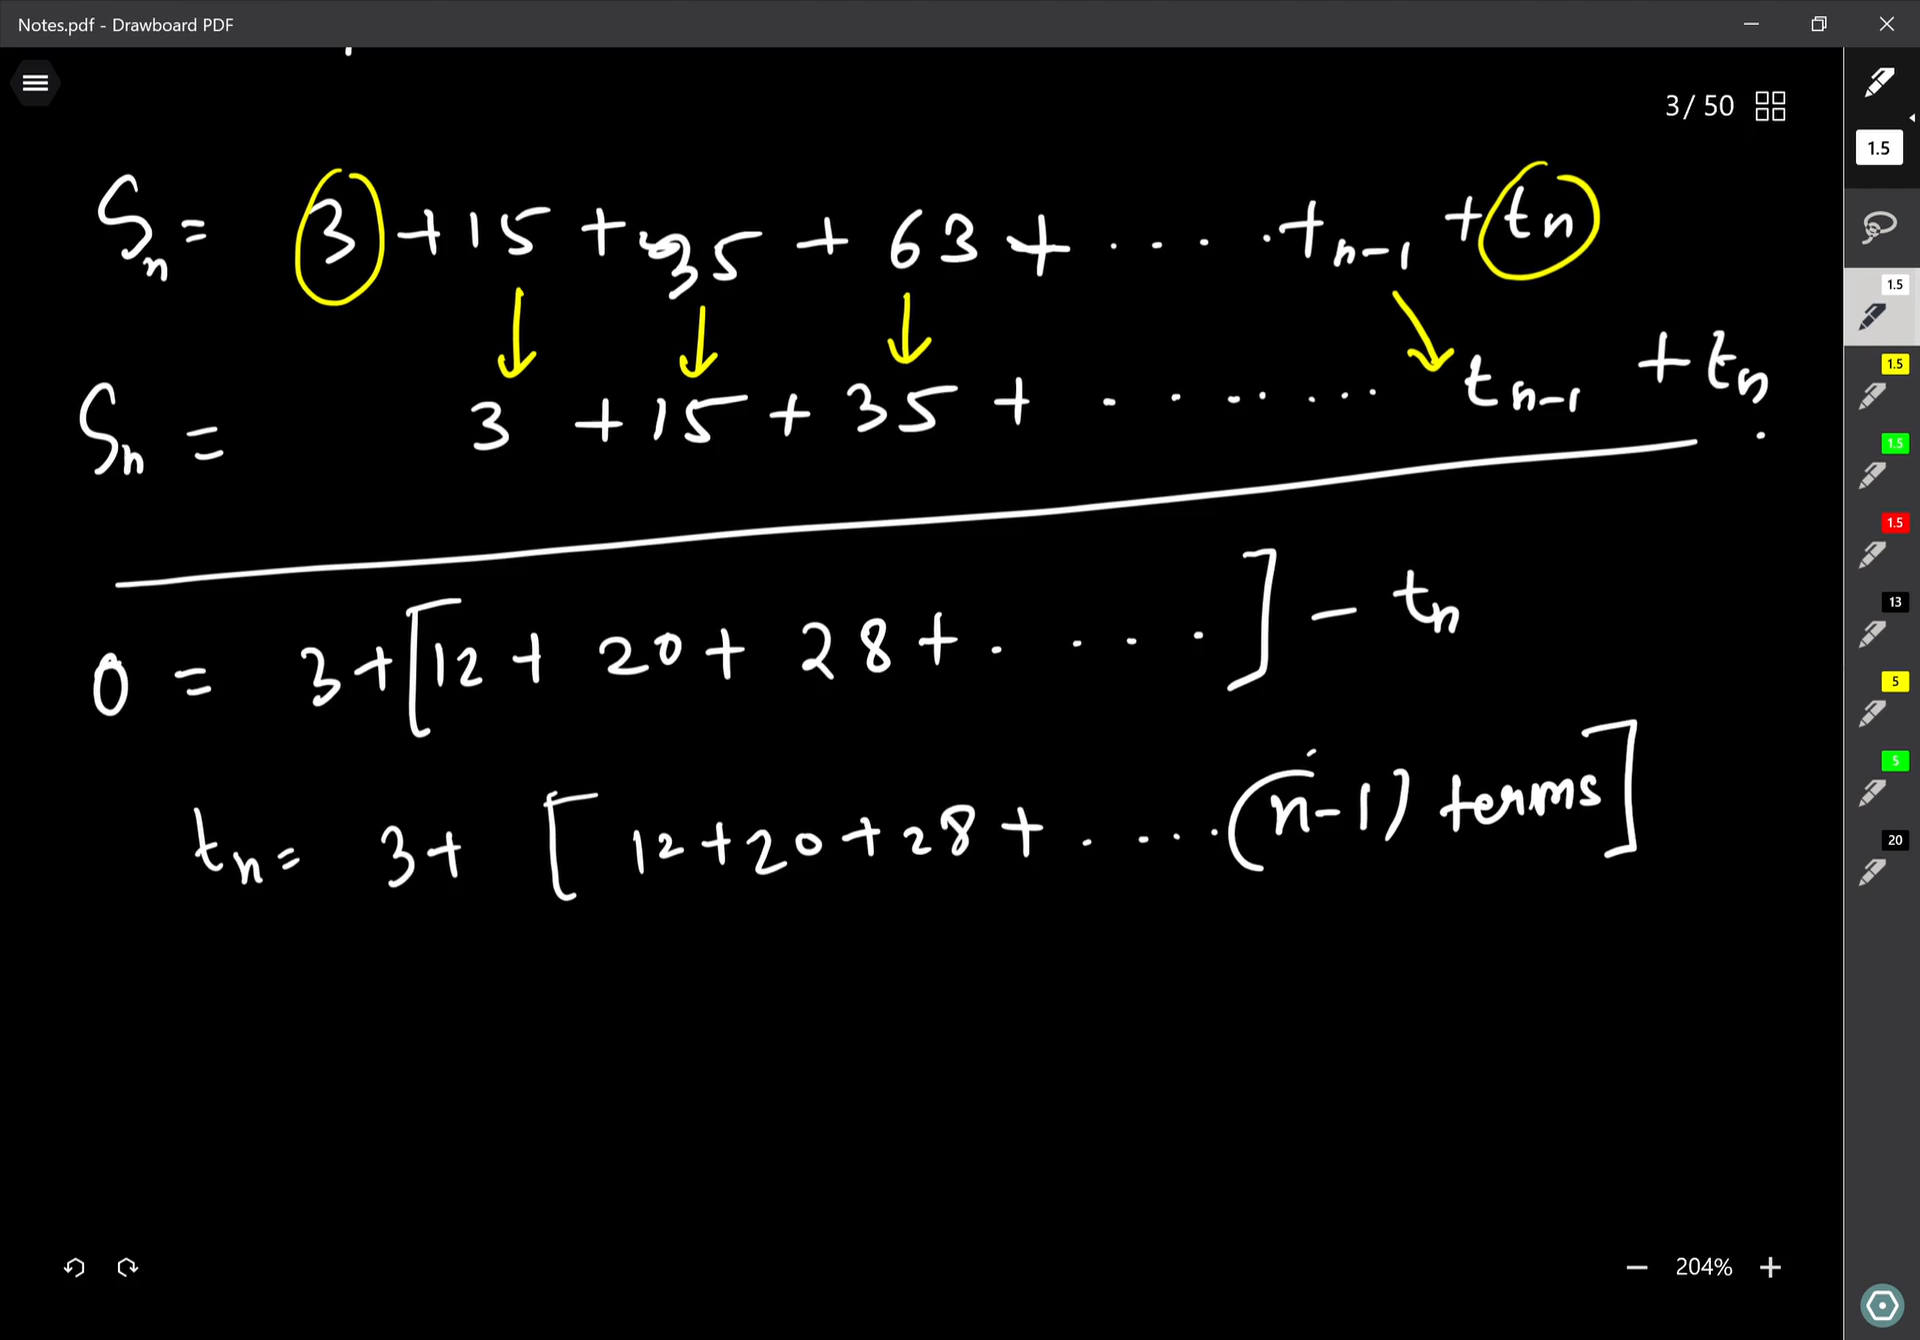 Notes.pdf - Drawboard PDF
3 / 50
1.5
Sn = 3 + 15 + 35 + 63 + .... . tn-1 + tn
1.5
1.5
Sn = 3 + 15 + 35 + ....... tn-1 + tn
1.5
1.5
0 = 3 + [12 + 20 + 28 + ....] - tn
13
5
tn = 3 + [12 + 20 + 28 + ....(n-1) terms]
5
20
204%